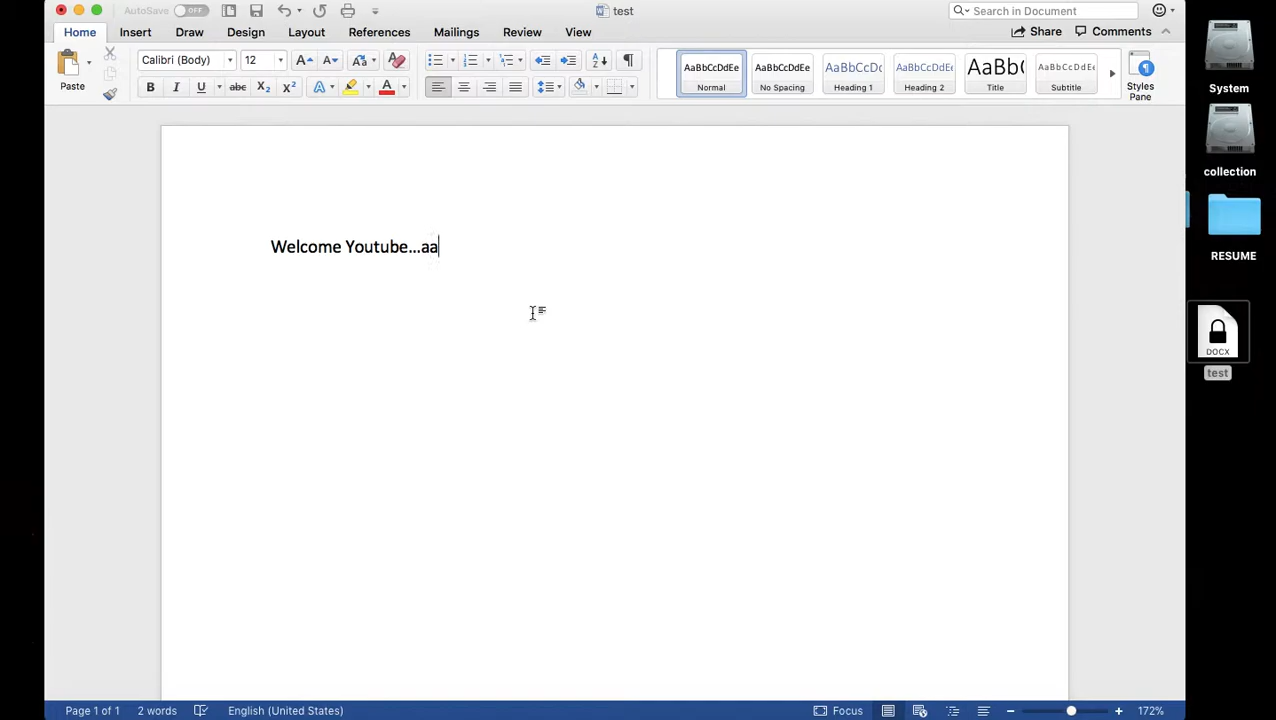 AutoSave OFF
test
Search in Document
Home Insert Draw Design Layout References Mailings Review View
Share Comments
Paste
Calibri (Body) 12
AaBbCcDdEe AaBbCcDdEe AaBbCcDc AaBbCcDdEe AaBb( AaBbCcDdEe
Normal No Spacing Heading 1 Heading 2 Title Subtitle
Styles
Pane
System
collection
RESUME
DOCX
test
Welcome Youtube...aa
Page 1 of 1 2 words English (United States) Focus 172%